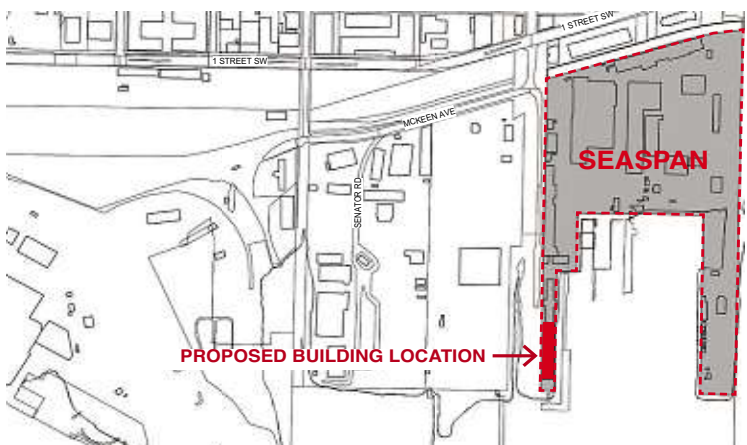 1 STREET SW
1 STREET SW
MCKEEN AVE
SEASPAN
SENATOR RD
PROPOSED BUILDING LOCATION